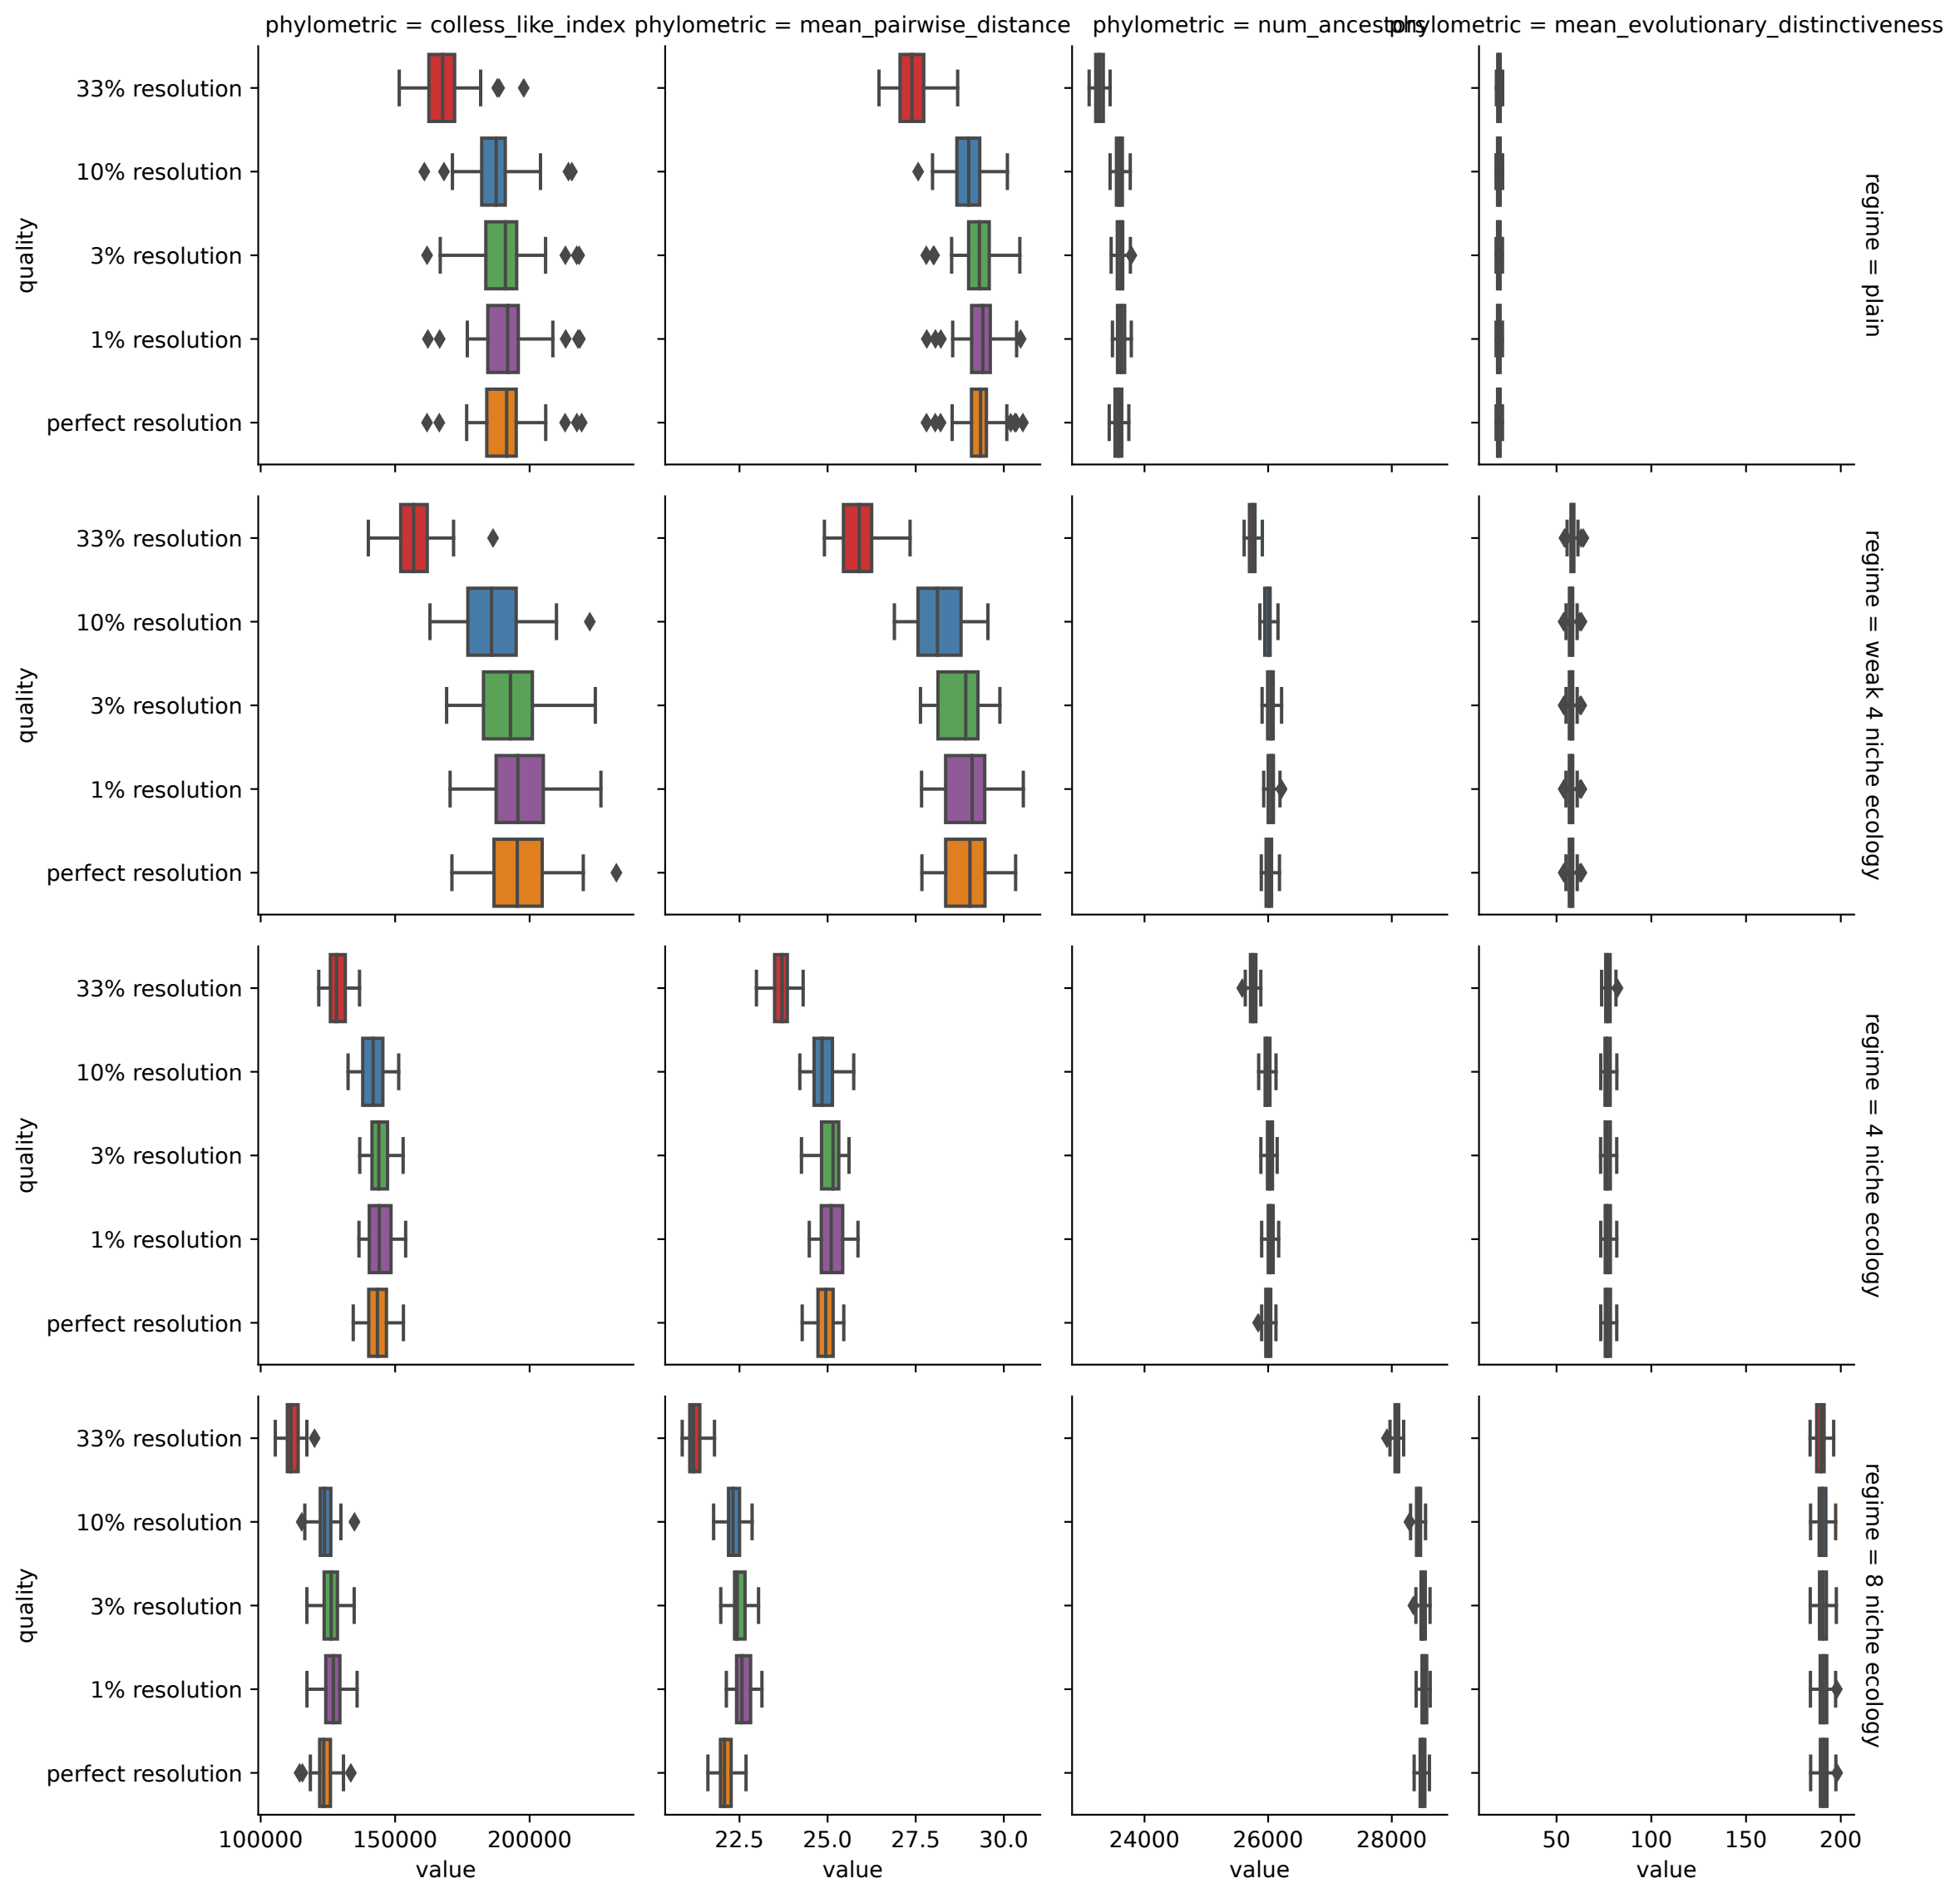 phylometric = colless_like_index
phylometric = mean_pairwise_distance
phylometric = num_ancestors
phylometric = mean_evolutionary_distinctiveness
quality
33% resolution
10% resolution
3% resolution
1% resolution
perfect resolution
regime = plain
quality
33% resolution
10% resolution
3% resolution
1% resolution
perfect resolution
regime = weak 4 niche ecology
quality
33% resolution
10% resolution
3% resolution
1% resolution
perfect resolution
regime = 4 niche ecology
quality
33% resolution
10% resolution
3% resolution
1% resolution
perfect resolution
regime = 8 niche ecology
100000 150000 200000
22.5 25.0 27.5 30.0
24000 26000 28000
50 100 150 200
value
value
value
value